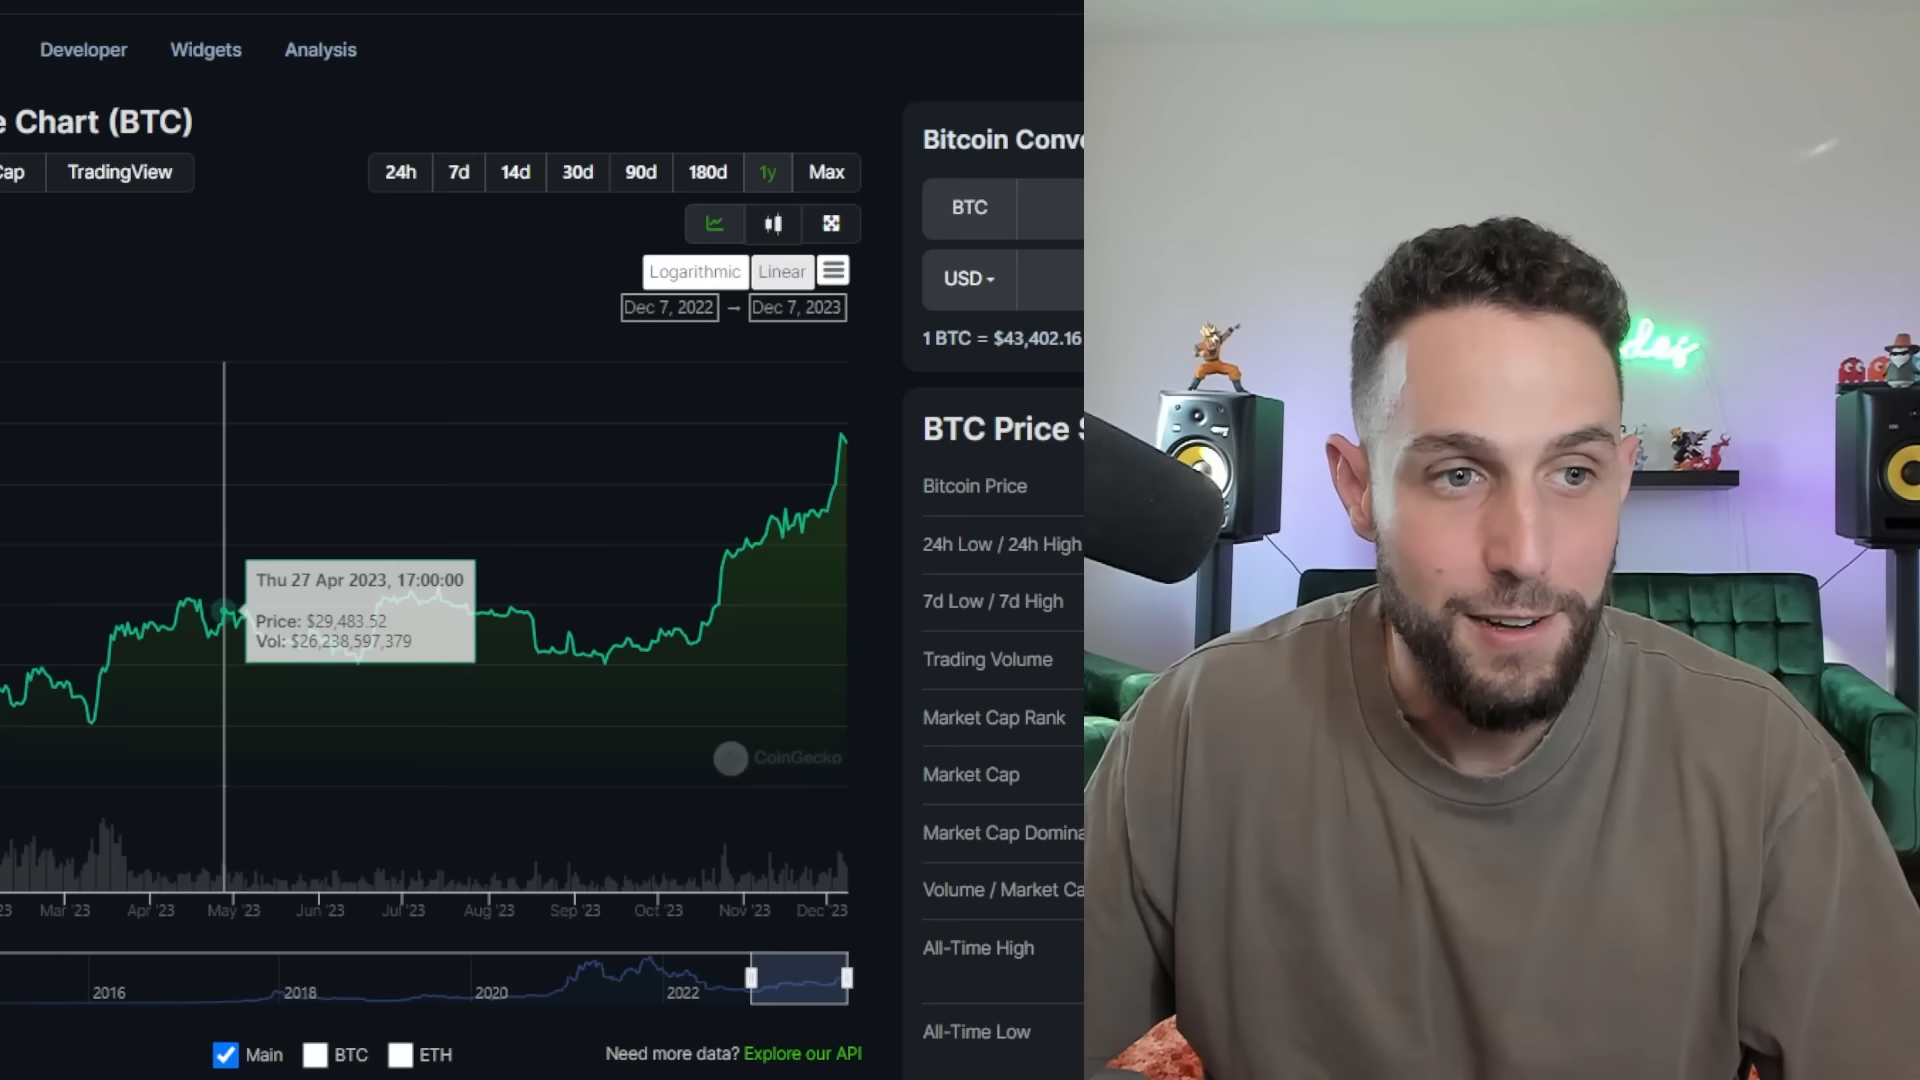 Developer Widgets Analysis
e Chart (BTC)
Cap TradingView 24h 7d 14d 30d 90d 180d 1y Max
Logarithmic Linear
Dec 7, 2022 → Dec 7, 2023
Thu 27 Apr 2023, 17:00:00
Price: $29,483.52
Vol: $26,238,597,379
CoinGecko
23 Mar '23 Apr '23 May '23 Jun '23 Jul '23 Aug '23 Sep '23 Oct '23 Nov '23 Dec '23
2016 2018 2020 2022
Main BTC ETH
Need more data? Explore our API
Bitcoin Conve
BTC
USD
1 BTC = $43,402.16
BTC Price S
Bitcoin Price
24h Low / 24h High
7d Low / 7d High
Trading Volume
Market Cap Rank
Market Cap
Market Cap Domina
Volume / Market Ca
All-Time High
All-Time Low
des